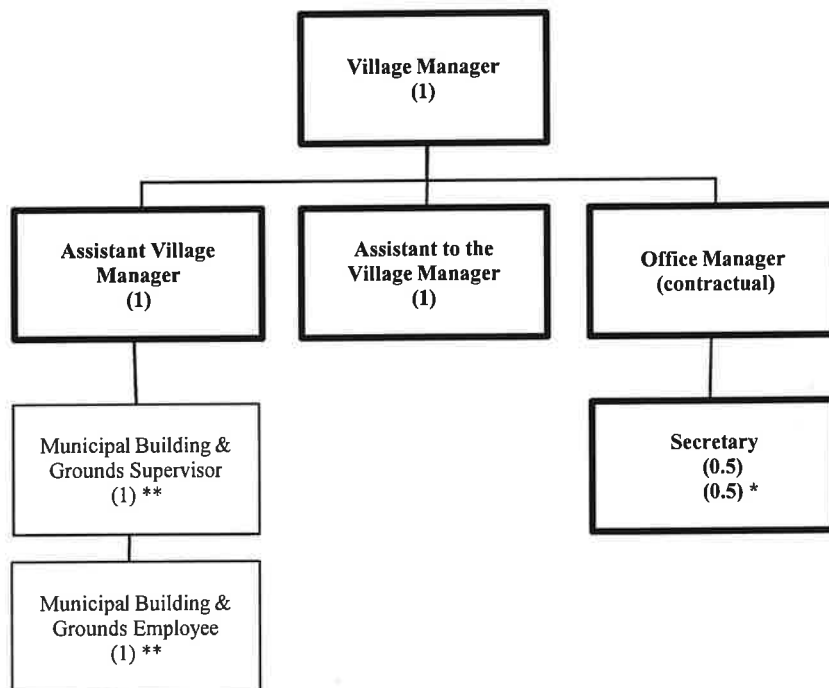 Village Manager
(1)
Assistant Village
Manager
(1)
Assistant to the
Village Manager
(1)
Office Manager
(contractual)
Municipal Building &
Grounds Supervisor
(1) **
Secretary
(0.5)
(0.5) *
Municipal Building &
Grounds Employee
(1) **